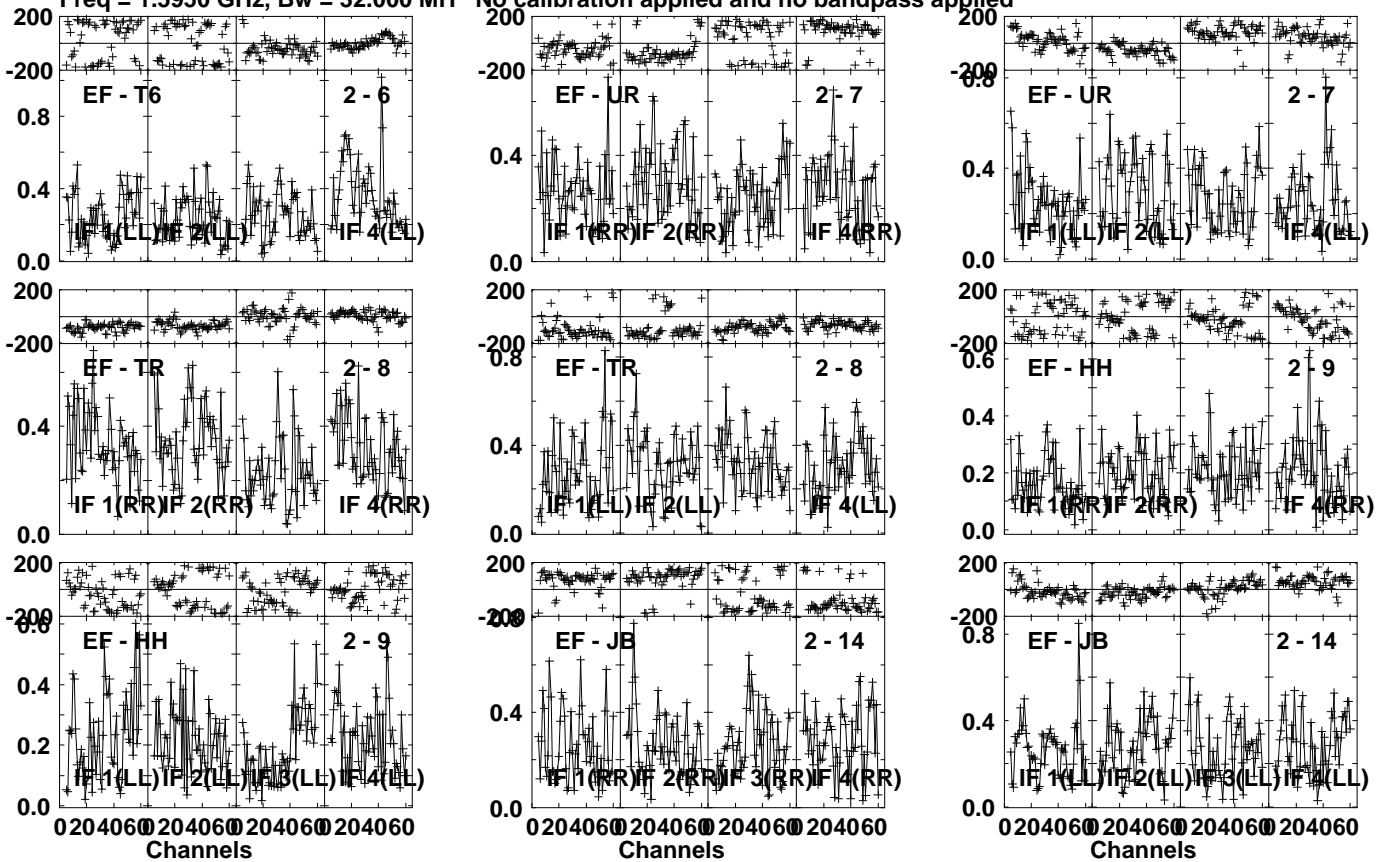 Freq = 1.5950 GHz, Bw = 32.000 MH No calibration applied and no bandpass applied
200
-200
EF - T6 2 - 6
0.8
0.4
0.0
IF 1(LL) IF 2(LL) IF 4(LL)
200
-200
EF - UR 2 - 7
0.4
0.0
IF 1(RR) IF 2(RR) IF 4(RR)
200
-200
0.8
EF - UR 2 - 7
0.4
0.0
IF 1(LL) IF 2(LL) IF 4(LL)
200
-200
EF - TR 2 - 8
0.4
0.0
IF 1(RR) IF 2(RR) IF 4(RR)
200
-200
0.8
EF - TR 2 - 8
0.4
0.0
IF 1(LL) IF 2(LL) IF 4(LL)
200
-200
0.6
EF - HH 2 - 9
0.4
0.2
0.0
IF 1(RR) IF 2(RR) IF 4(RR)
200
-200
0.6
EF - HH 2 - 9
0.4
0.2
0.0
IF 1(LL) IF 2(LL) IF 3(LL) IF 4(LL)
0 20 40 60 0 20 40 60 0 20 40 60 0 20 40 60
Channels
200
-200
0.8
EF - JB 2 - 14
0.4
0.0
IF 1(RR) IF 2(RR) IF 3(RR) IF 4(RR)
0 20 40 60 0 20 40 60 0 20 40 60 0 20 40 60
Channels
200
-200
0.8
EF - JB 2 - 14
0.4
0.0
IF 1(LL) IF 2(LL) IF 3(LL) IF 4(LL)
0 20 40 60 0 20 40 60 0 20 40 60 0 20 40 60
Channels